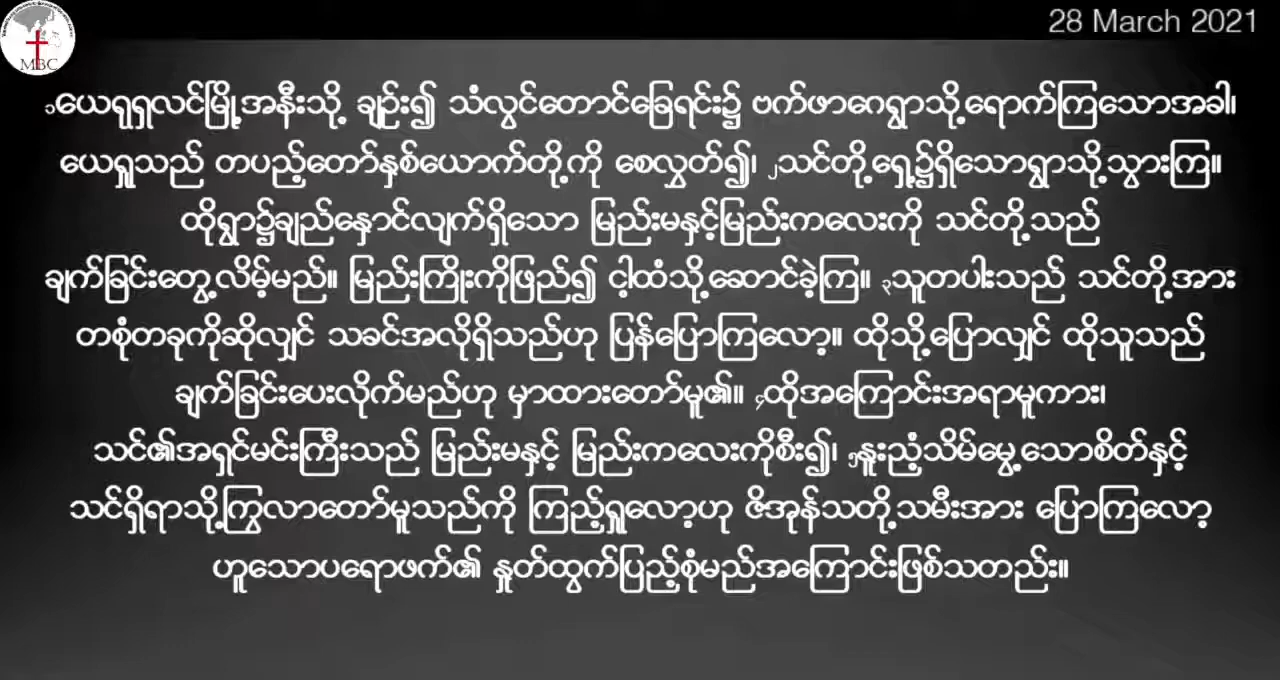 28 March 2021
MBC
၁ယေရုရှလင်မြို့အနီးသို့ ချဉ်း၍ သံလွင်တောင်ခြေရင်း၌ ဗက်ဖာဂေရွာသို့ရောက်ကြသောအခါ၊
ယေရှုသည် တပည့်တော်နှစ်ယောက်တို့ကို စေလွှတ်၍၊ ၂သင်တို့ရှေ့၌ရှိသောရွာသို့သွားကြ။
ထိုရွာ၌ချည်နှောင်လျက်ရှိသော မြည်းမနှင့်မြည်းကလေးကို သင်တို့သည်
ချက်ခြင်းတွေ့လိမ့်မည်။ မြည်းကြိုးကိုဖြည်၍ ငါ့ထံသို့ဆောင်ခဲ့ကြ။ ၃သူတပါးသည် သင်တို့အား
တစုံတခုကိုဆိုလျှင် သခင်အလိုရှိသည်ဟု ပြန်ပြောကြလော့။ ထိုသို့ပြောလျှင် ထိုသူသည်
ချက်ခြင်းပေးလိုက်မည်ဟု မှာထားတော်မူ၏။ ၄ထိုအကြောင်းအရာမူကား၊
သင်၏အရှင်မင်းကြီးသည် မြည်းမနှင့် မြည်းကလေးကိုစီး၍၊ ၅နူးညံ့သိမ်မွေ့သောစိတ်နှင့်
သင်ရှိရာသို့ကြွလာတော်မူသည်ကို ကြည့်ရှုလော့ဟု ဇိအုန်သတို့သမီးအား ပြောကြလော့
ဟူသောပရောဖက်၏ နှုတ်ထွက်ပြည့်စုံမည်အကြောင်းဖြစ်သတည်း။